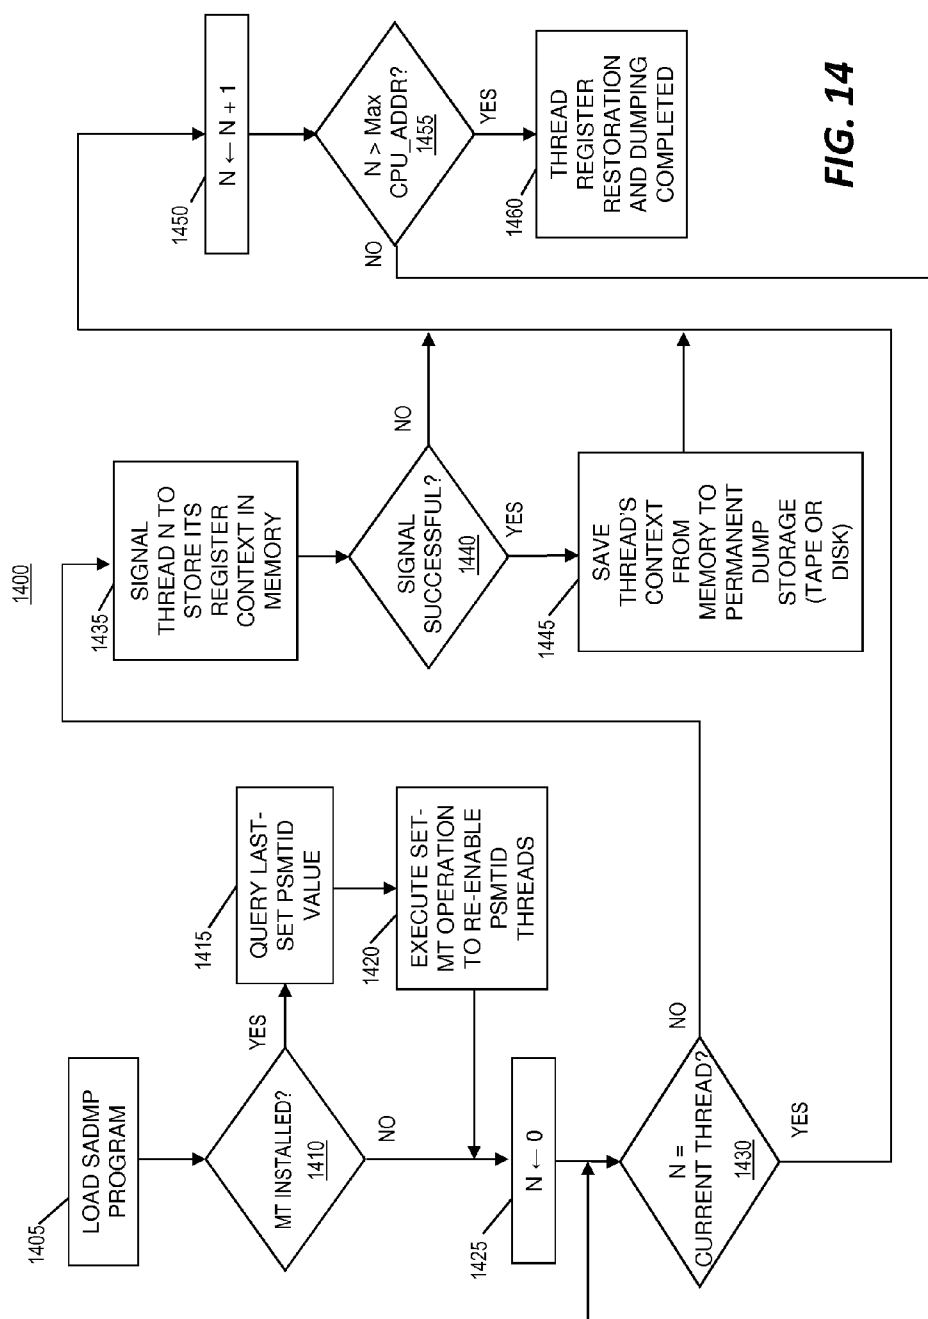 1400
1405
LOAD SADMP
PROGRAM
MT INSTALLED?
1410
YES
NO
1415
QUERY LAST-
SET PSMTID
VALUE
1420
EXECUTE SET-
MT OPERATION
TO RE-ENABLE
PSMTID
THREADS
1425
N ← 0
N =
CURRENT THREAD?
1430
NO
YES
1435
SIGNAL
THREAD N TO
STORE ITS
REGISTER
CONTEXT IN
MEMORY
SIGNAL
SUCCESSFUL?
1440
NO
YES
1445
SAVE
THREAD'S
CONTEXT
FROM
MEMORY TO
PERMANENT
DUMP
STORAGE
(TAPE OR
DISK)
1450
N ← N + 1
N > Max
CPU_ADDR?
1455
NO
YES
1460
THREAD
REGISTER
RESTORATION
AND DUMPING
COMPLETED
FIG. 14